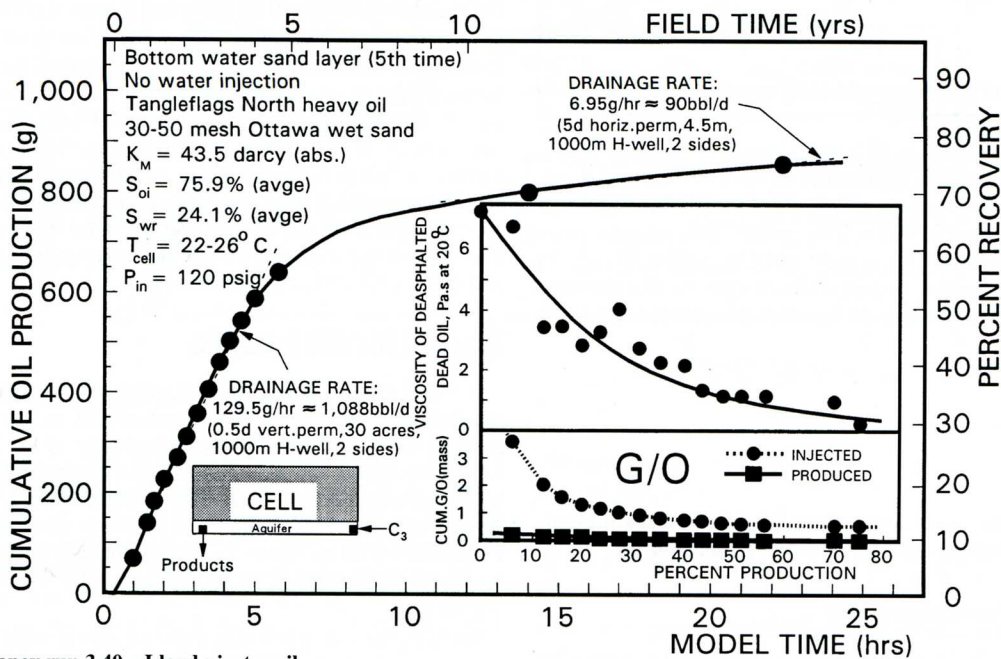 0 5 10 FIELD TIME (yrs)
CUMULATIVE OIL PRODUCTION (g)
1,000
800
600
400
200
0
Bottom water sand layer (5th time)
No water injection
Tangleflags North heavy oil
30-50 mesh Ottawa wet sand
KM = 43.5 darcy (abs.)
Soi = 75.9% (avge)
Swr = 24.1% (avge)
Tcell = 22-26° C
Pin = 120 psig
DRAINAGE RATE:
6.95g/hr ≈ 90bbl/d
(5d horiz.perm,4.5m,
1000m H-well,2 sides)
DRAINAGE RATE:
129.5g/hr ≈ 1,088bbl/d
(0.5d vert.perm,30 acres,
1000m H-well,2 sides)
CELL
Aquifer
C3
Products
VISCOSITY OF DEASPHALTED
DEAD OIL, Pa.s at 20°C
6
4
2
0
CUM.G/O(mass)
3
2
1
0
G/O
INJECTED
PRODUCED
0 10 20 30 40 50 60 70 80
PERCENT PRODUCTION
90
80
70
60
50
40
30
20
10
0
PERCENT RECOVERY
0 5 10 15 20 25
MODEL TIME (hrs)